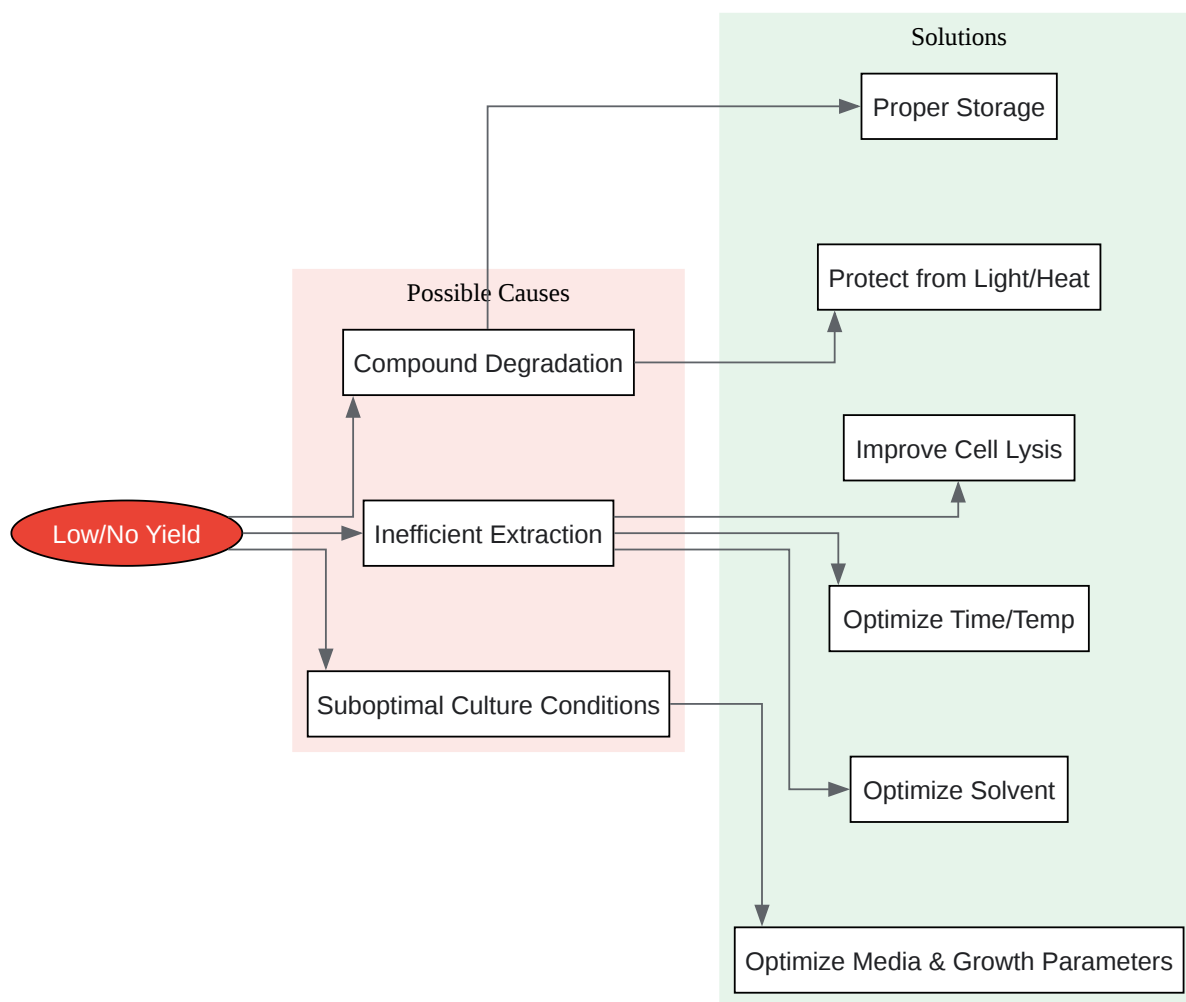 Solutions
Proper Storage
Protect from Light/Heat
Possible Causes
Compound Degradation
Improve Cell Lysis
Low/No Yield
Inefficient Extraction
Optimize Time/Temp
Suboptimal Culture Conditions
Optimize Solvent
Optimize Media & Growth Parameters